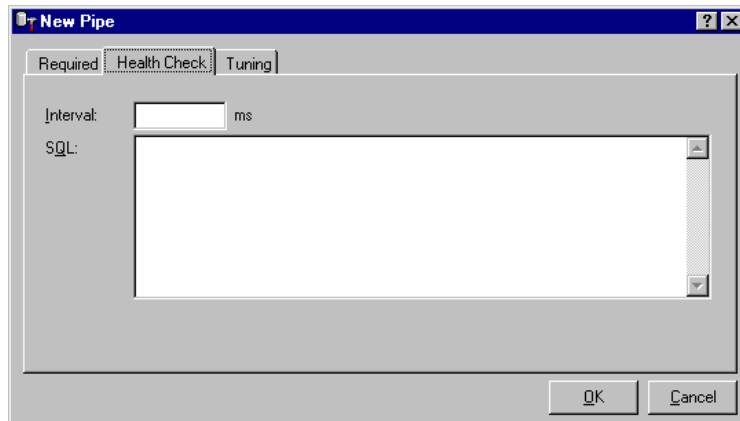 New Pipe
Required Health Check Tuning
Interval: ms
SQL:
OK Cancel